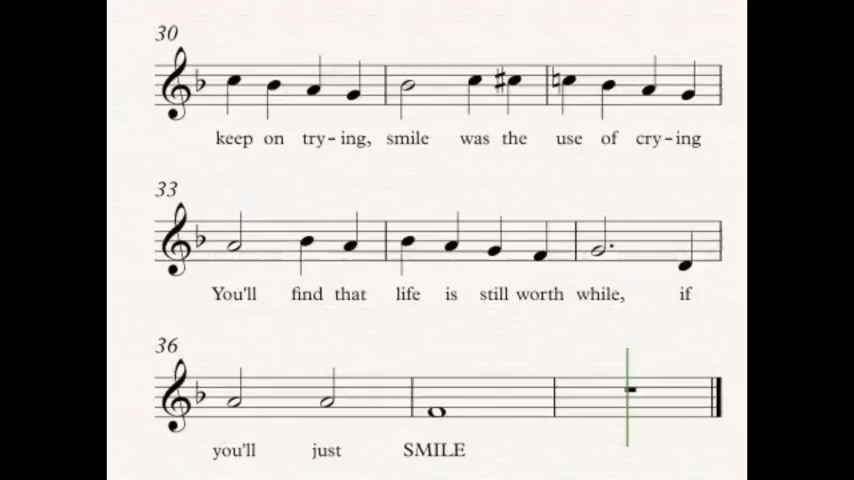 30
keep on try-ing, smile was the use of cry-ing
33
You'll find that life is still worth while, if
36
you'll just SMILE